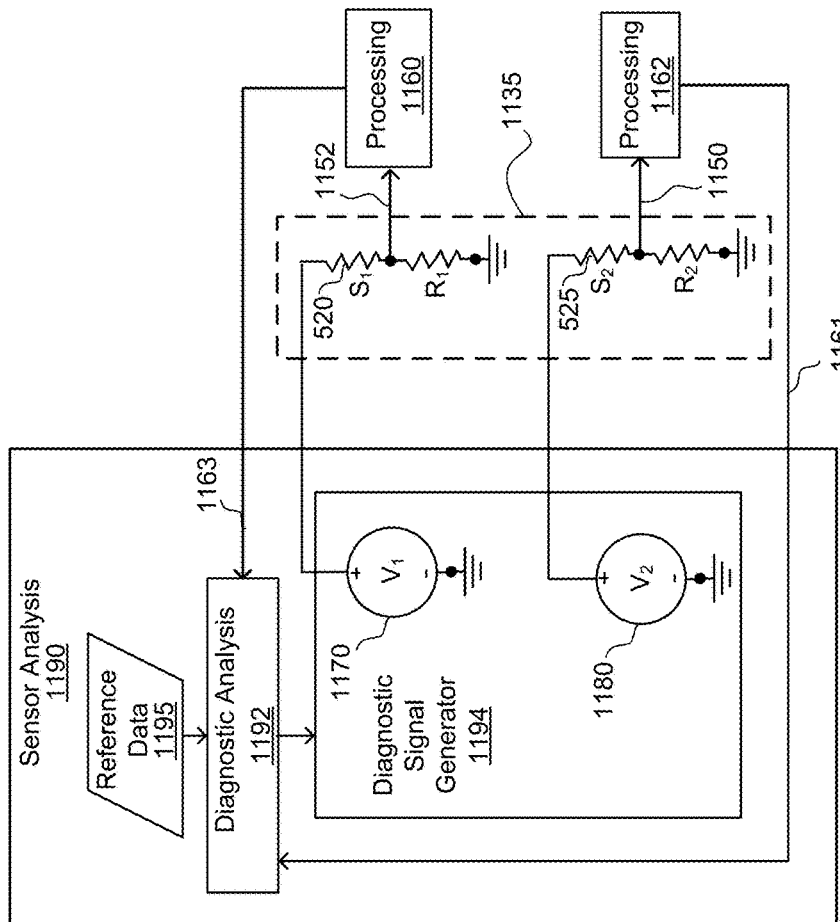 Sensor Analysis
1190
Reference
Data
1195
Diagnostic Analysis
1192
1163
Diagnostic
Signal
Generator
1194
1170
+
V1
-
1180
+
V2
-
520
S1
R1
525
S2
R2
1152
1150
1135
Processing
1160
Processing
1162
1161